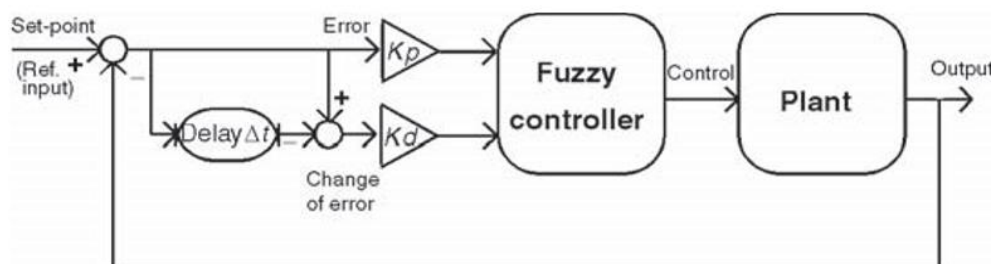 Set-point
+
(Ref.
input)
–
Error
Kp
Fuzzy
controller
Control
Plant
Output
+
Delay Δt
–
Kd
Change
of error